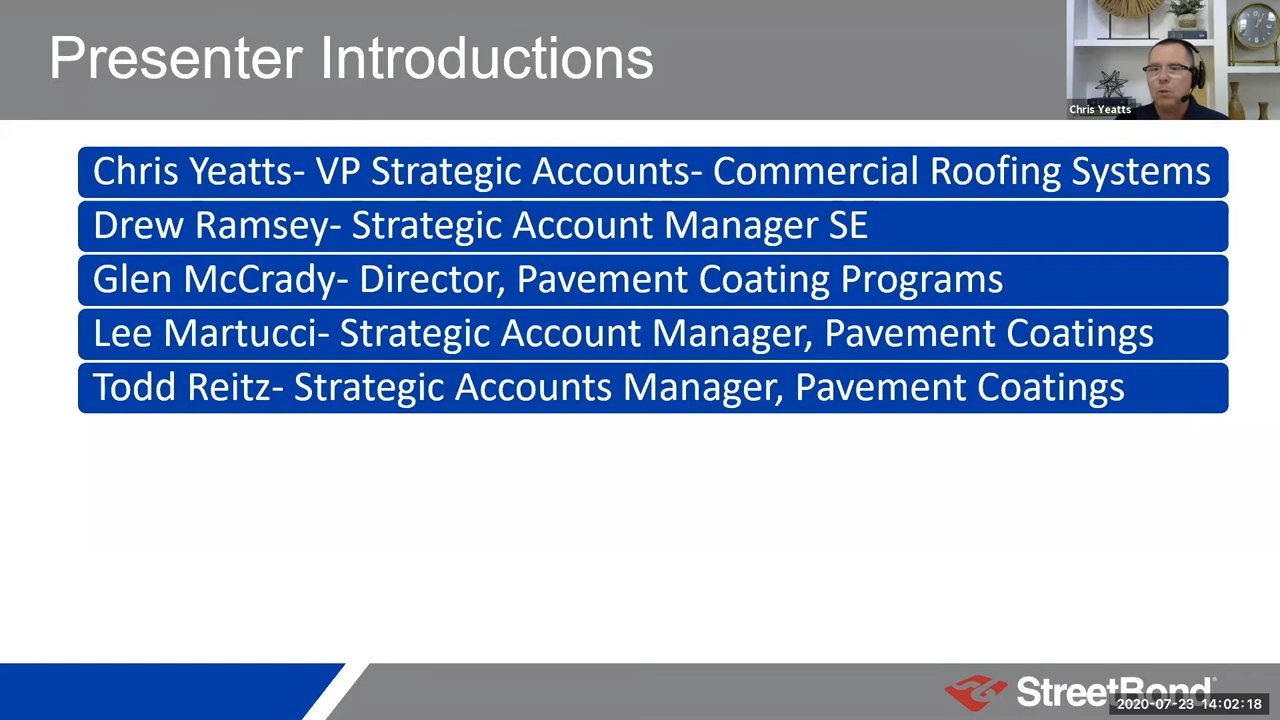 Presenter Introductions
Chris Yeatts
Chris Yeatts- VP Strategic Accounts- Commercial Roofing Systems
Drew Ramsey- Strategic Account Manager SE
Glen McCrady- Director, Pavement Coating Programs
Lee Martucci- Strategic Account Manager, Pavement Coatings
Todd Reitz- Strategic Accounts Manager, Pavement Coatings
StreetBond
2020-07-23 14:02:18